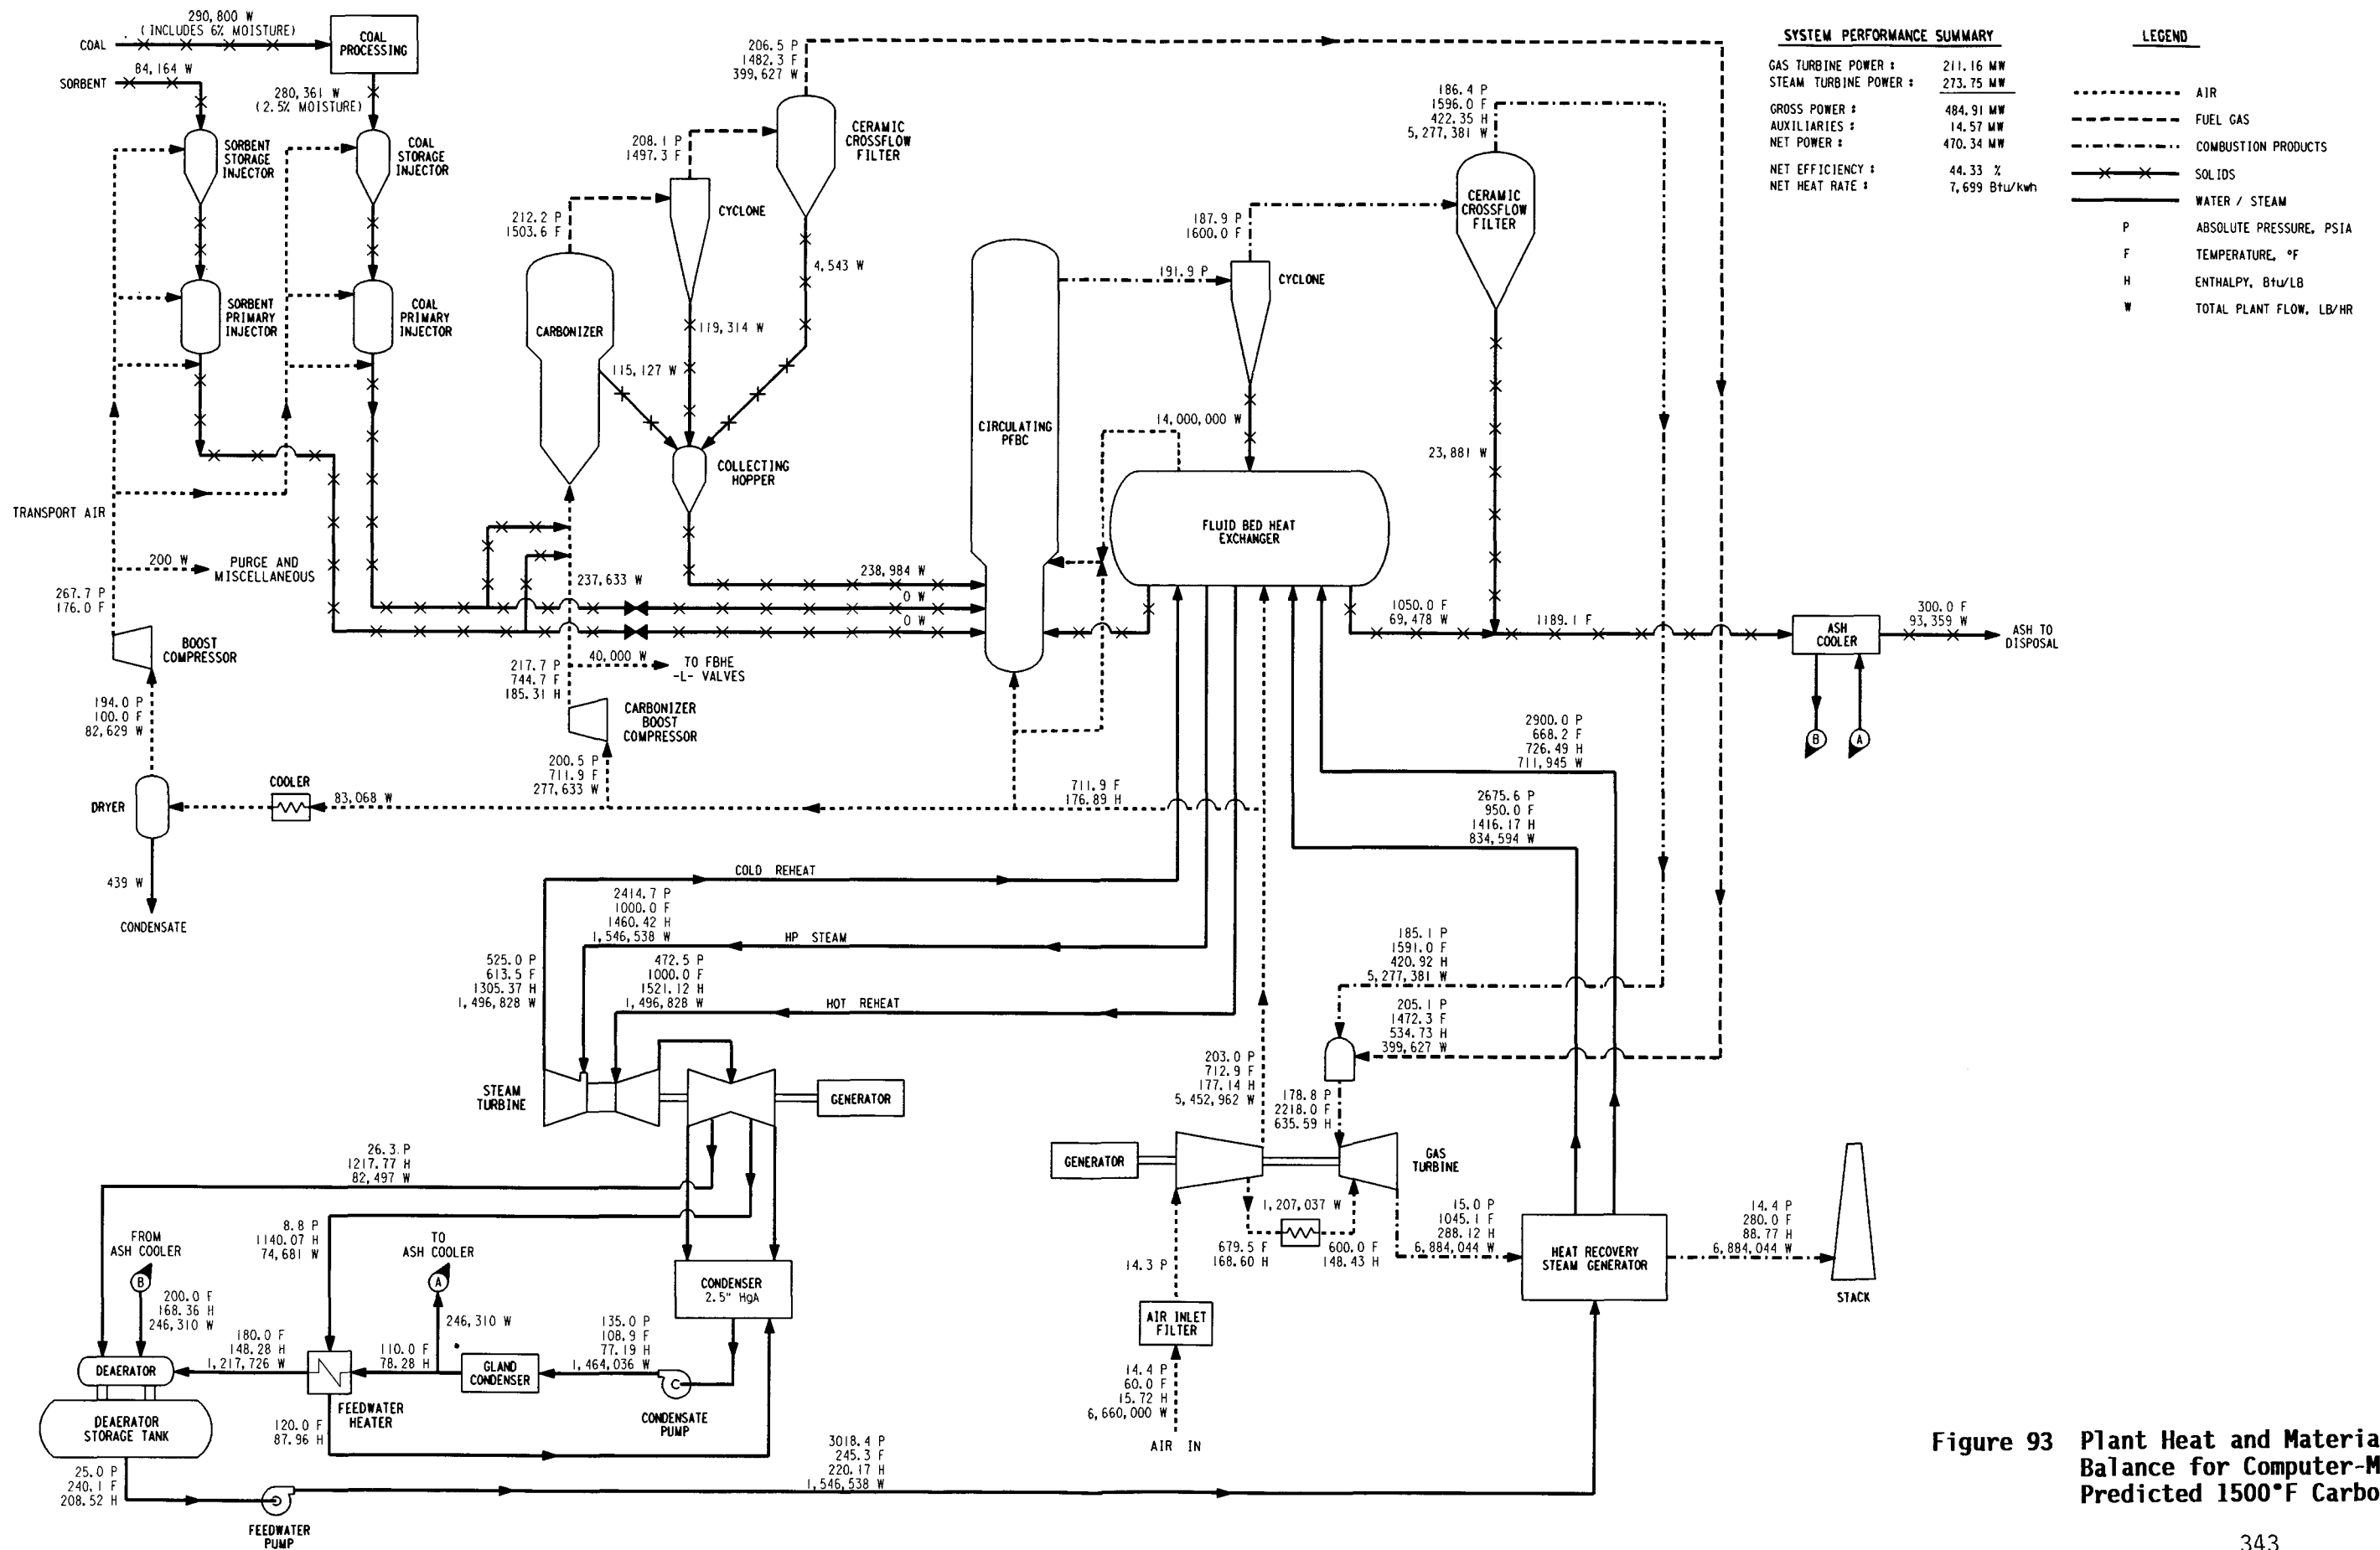 290,800 W
(INCLUDES 6% MOISTURE)
COAL
COAL
PROCESSING
84,164 W
SORBENT
280,361 W
(2.5% MOISTURE)
SORBENT
STORAGE
INJECTOR
COAL
STORAGE
INJECTOR
SORBENT
PRIMARY
INJECTOR
COAL
PRIMARY
INJECTOR
TRANSPORT AIR
200 W
PURGE AND
MISCELLANEOUS
267.7 P
176.0 F
BOOST
COMPRESSOR
194.0 P
100.0 F
82,629 W
DRYER
COOLER
83,068 W
439 W
CONDENSATE
206.5 P
1482.3 F
399,627 W
CERAMIC
CROSSFLOW
FILTER
208.1 P
1497.3 F
CYCLONE
212.2 P
1503.6 F
CARBONIZER
4,543 W
119,314 W
115,127 W
COLLECTING
HOPPER
237,633 W
238,984 W
0 W
0 W
40,000 W
TO FBHE
-L- VALVES
217.7 P
744.7 F
185.31 H
CARBONIZER
BOOST
COMPRESSOR
200.5 P
711.9 F
277,633 W
711.9 F
176.89 H
CIRCULATING
PFBC
191.9 P
187.9 P
1600.0 F
CYCLONE
14,000,000 W
FLUID BED HEAT
EXCHANGER
186.4 P
1596.0 F
422.35 H
5,277,381 W
CERAMIC
CROSSFLOW
FILTER
23,881 W
1050.0 F
69,478 W
1189.1 F
ASH
COOLER
300.0 F
93,359 W
ASH TO
DISPOSAL
B
A
SYSTEM PERFORMANCE SUMMARY
GAS TURBINE POWER : 211.16 MW
STEAM TURBINE POWER : 273.75 MW
GROSS POWER : 484.91 MW
AUXILIARIES : 14.57 MW
NET POWER : 470.34 MW
NET EFFICIENCY : 44.33 %
NET HEAT RATE : 7,699 Btu/kwh
LEGEND
AIR
FUEL GAS
COMBUSTION PRODUCTS
SOLIDS
WATER / STEAM
P ABSOLUTE PRESSURE, PSIA
F TEMPERATURE, °F
H ENTHALPY, Btu/LB
W TOTAL PLANT FLOW, LB/HR
2900.0 P
668.2 F
726.49 H
711,945 W
2675.6 P
950.0 F
1416.17 H
834,594 W
COLD REHEAT
2414.7 P
1000.0 F
1460.42 H
1,546,538 W
HP STEAM
525.0 P
613.5 F
1305.37 H
1,496,828 W
472.5 P
1000.0 F
1521.12 H
1,496,828 W
HOT REHEAT
185.1 P
1591.0 F
420.92 H
5,277,381 W
205.1 P
1472.3 F
534.73 H
399,627 W
203.0 P
712.9 F
177.14 H
5,452,962 W
178.8 P
2218.0 F
635.59 H
STEAM
TURBINE
GENERATOR
GENERATOR
GAS
TURBINE
26.3 P
1217.77 H
82,497 W
8.8 P
1140.07 H
74,681 W
FROM
ASH COOLER
B
TO
ASH COOLER
A
200.0 F
168.36 H
246,310 W
246,310 W
180.0 F
148.28 H
1,217,726 W
110.0 F
78.28 H
135.0 P
108.9 F
77.19 H
1,464,036 W
CONDENSER
2.5" HgA
DEAERATOR
GLAND
CONDENSER
C
FEEDWATER
HEATER
CONDENSATE
PUMP
DEAERATOR
STORAGE TANK
120.0 F
87.96 H
25.0 P
240.1 F
208.52 H
C
FEEDWATER
PUMP
3018.4 P
245.3 F
220.17 H
1,546,538 W
1,207,037 W
679.5 F
168.60 H
600.0 F
148.43 H
14.3 P
AIR INLET
FILTER
14.4 P
60.0 F
15.72 H
6,660,000 W
AIR IN
15.0 P
1045.1 F
288.12 H
6,884,044 W
HEAT RECOVERY
STEAM GENERATOR
14.4 P
280.0 F
88.77 H
6,884,044 W
STACK
Figure 93 Plant Heat and Materia
Balance for Computer-M
Predicted 1500°F Carbo
343